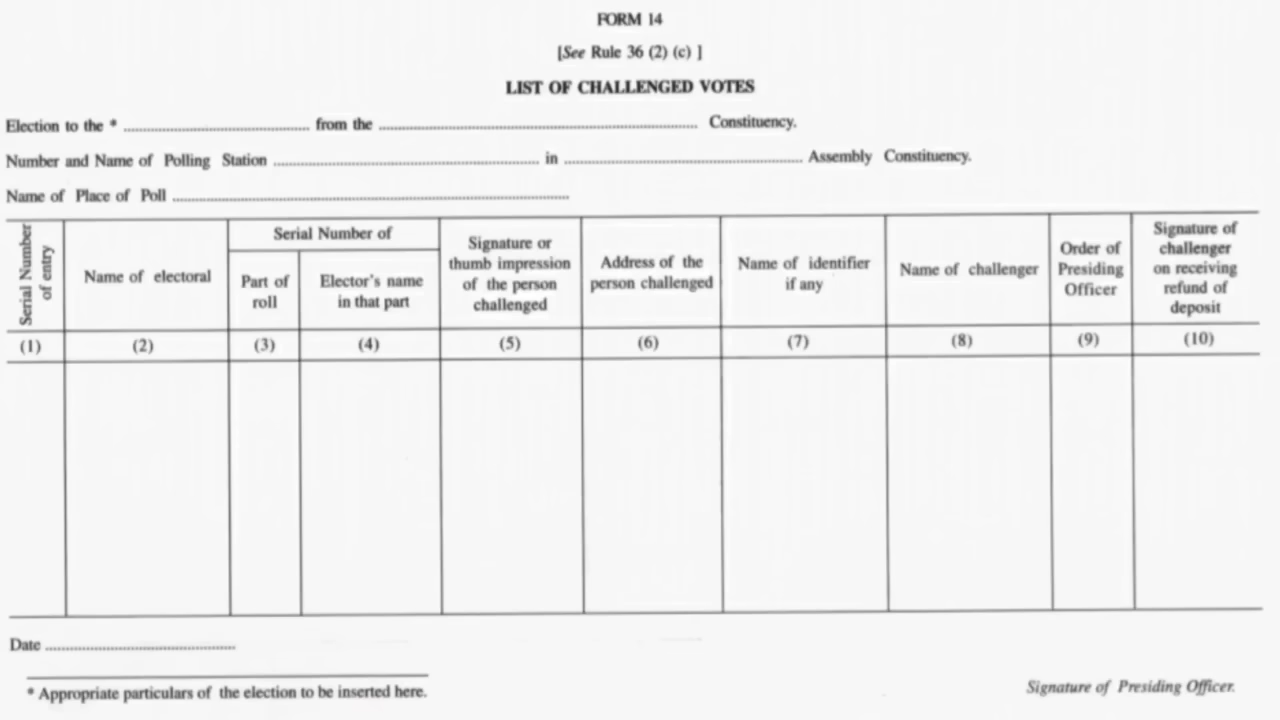 FORM 14
[See Rule 36 (2) (c) ]
LIST OF CHALLENGED VOTES
Election to the * .................... from the .................... Constituency.
Number and Name of Polling Station .................... in .................... Assembly Constituency.
Name of Place of Poll ....................
Serial Number
of entry
Name of electoral
Serial Number of
Part of
roll
Elector's name
in that part
Signature or
thumb impression
of the person
challenged
Address of the
person challenged
Name of identifier
if any
Name of challenger
Order of
Presiding
Officer
Signature of
challenger
on receiving
refund of
deposit
(1) (2) (3) (4) (5) (6) (7) (8) (9) (10)
Date ....................
* Appropriate particulars of the election to be inserted here.
Signature of Presiding Officer.